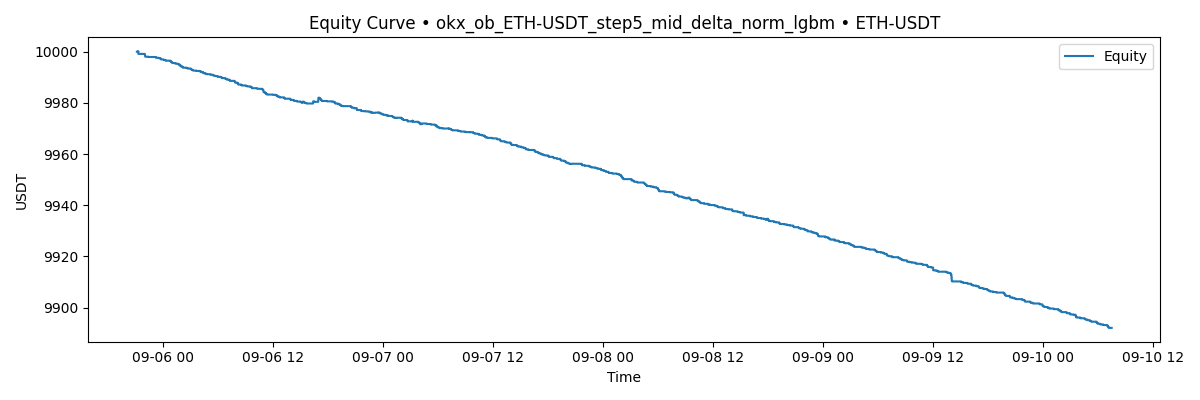 Equity Curve • okx_ob_ETH-USDT_step5_mid_delta_norm_lgbm • ETH-USDT
Equity
10000
9980
9960
9940
9920
9900
USDT
09-06 00 09-06 12 09-07 00 09-07 12 09-08 00 09-08 12 09-09 00 09-09 12 09-10 00 09-10 12
Time